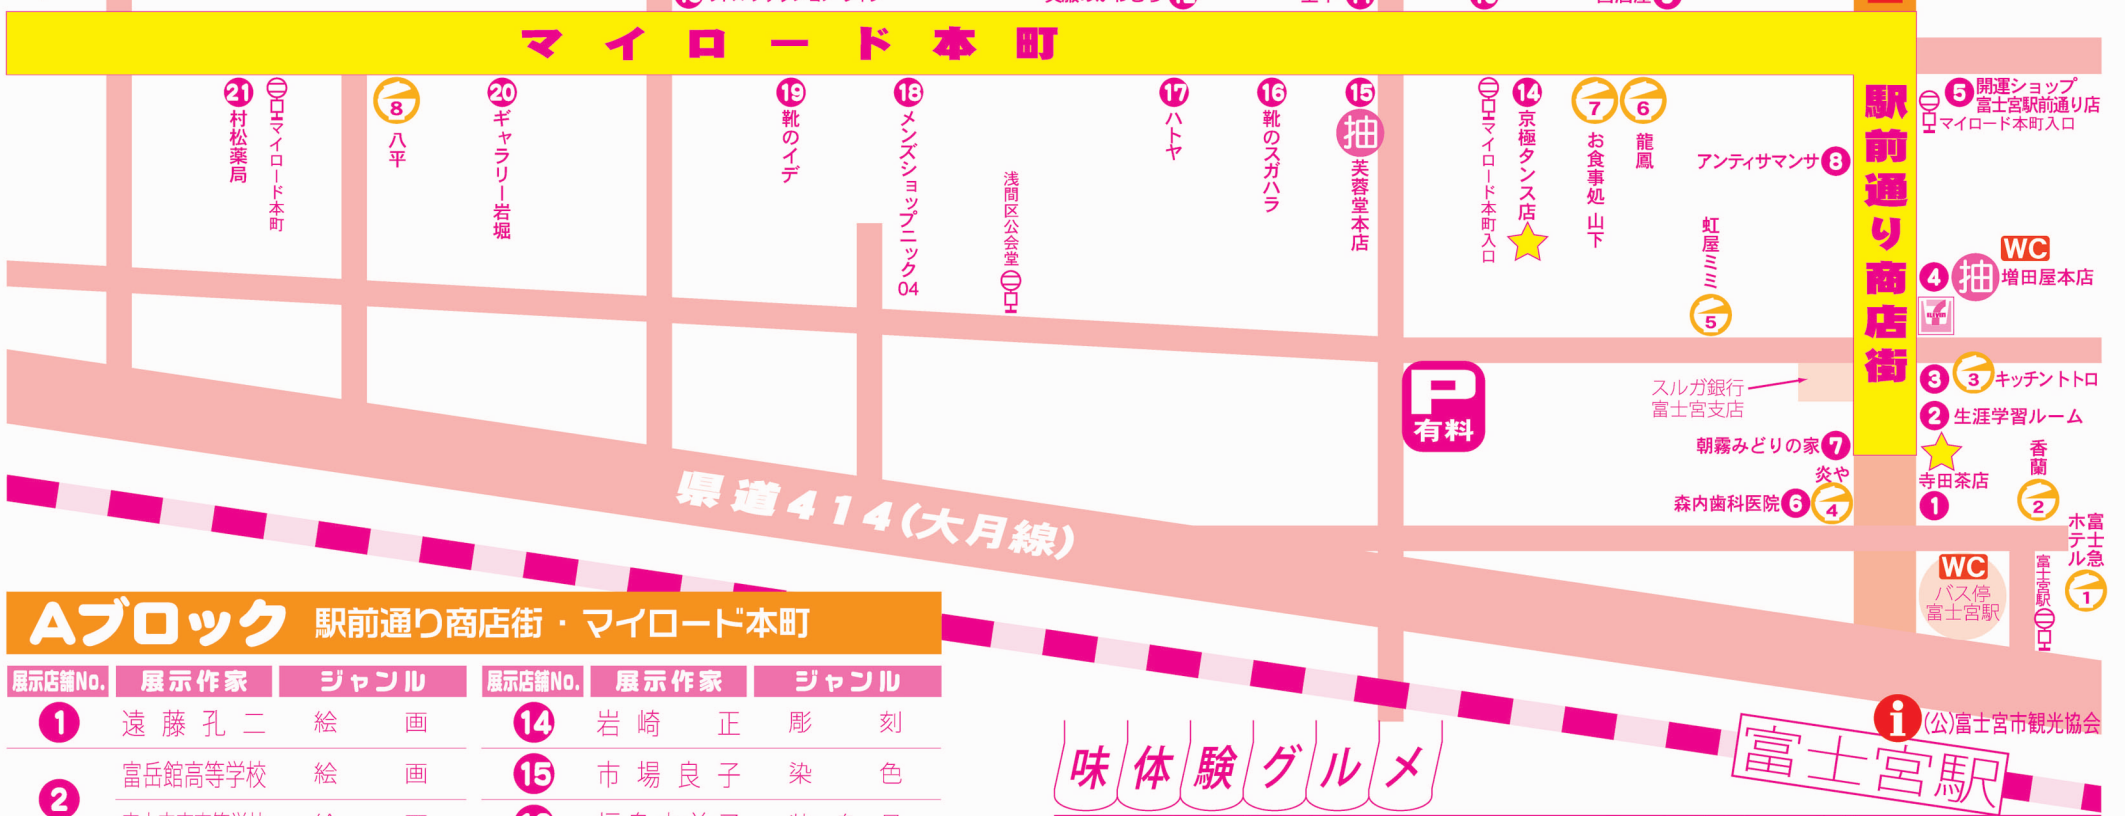 マイロード本町
駅前通り商店街
21 村松薬局
マイロード本町
8 八平
20 ギャラリー岩堀
19 靴のイデ
18 メンズショップニック04
浅間区公会堂
17 ハトヤ
16 靴のスガハラ
15 抽 芙蓉堂本店
マイロード本町入口
14 京極タンス店
7 お食事処 山下
6 龍鳳
アンティサマンサ 8
虹屋ミミ 5
5 開運ショップ
富士宮駅前通り店
マイロード本町入口
WC
4 抽 増田屋本店
7 ELEVEN
3 3 キッチントトロ
2 生涯学習ルーム
スルガ銀行
富士宮支店
P
有料
朝霧みどりの家 7
炎や
森内歯科医院 6 4
寺田茶店
1
香蘭
2
富士急
ホテル
1
WC
バス停
富士宮駅
富士宮駅
県道414(大月線)
i (公)富士宮市観光協会
富士宮駅
Aブロック 駅前通り商店街・マイロード本町
展示店舗No. 展示作家 ジャンル 展示店舗No. 展示作家 ジャンル
1 遠藤孔二 絵画 14 岩崎正 彫刻
2 富岳館高等学校 絵画 15 市場良子 染色
味体験グルメ